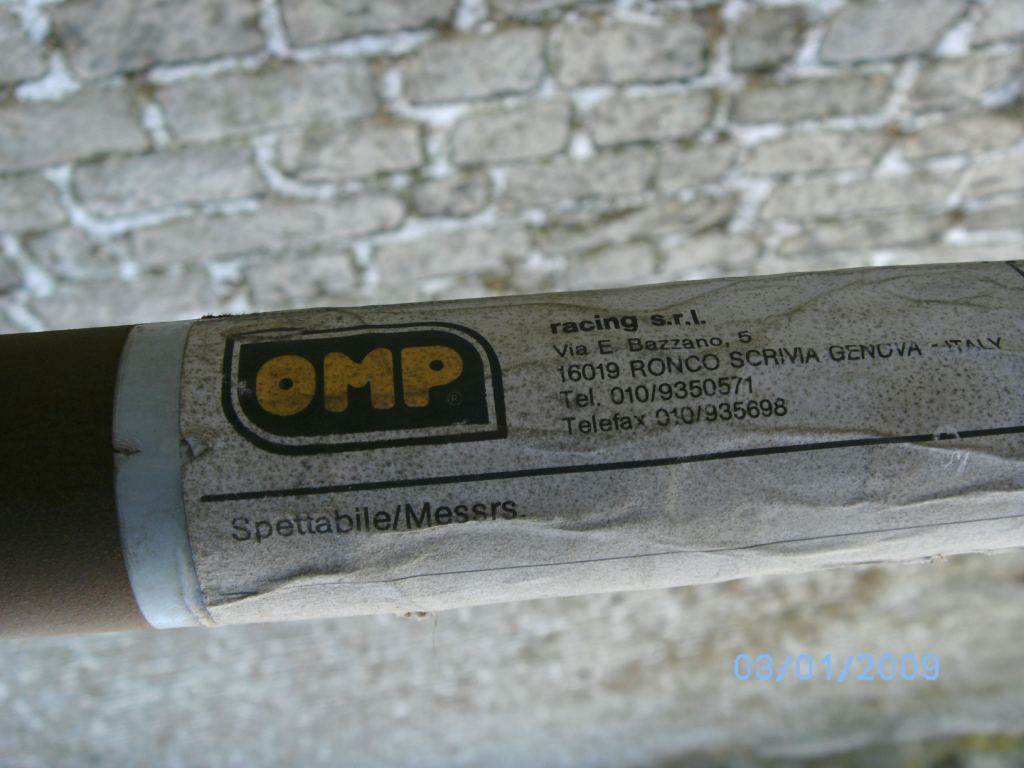 OMP®
racing s.r.l.
Via E. Bazzano, 5
16019 RONCO SCRIVIA GENOVA - ITALY
Tel. 010/9350571
Telefax 010/935698
Spettabile/Messrs.
03/01/2009